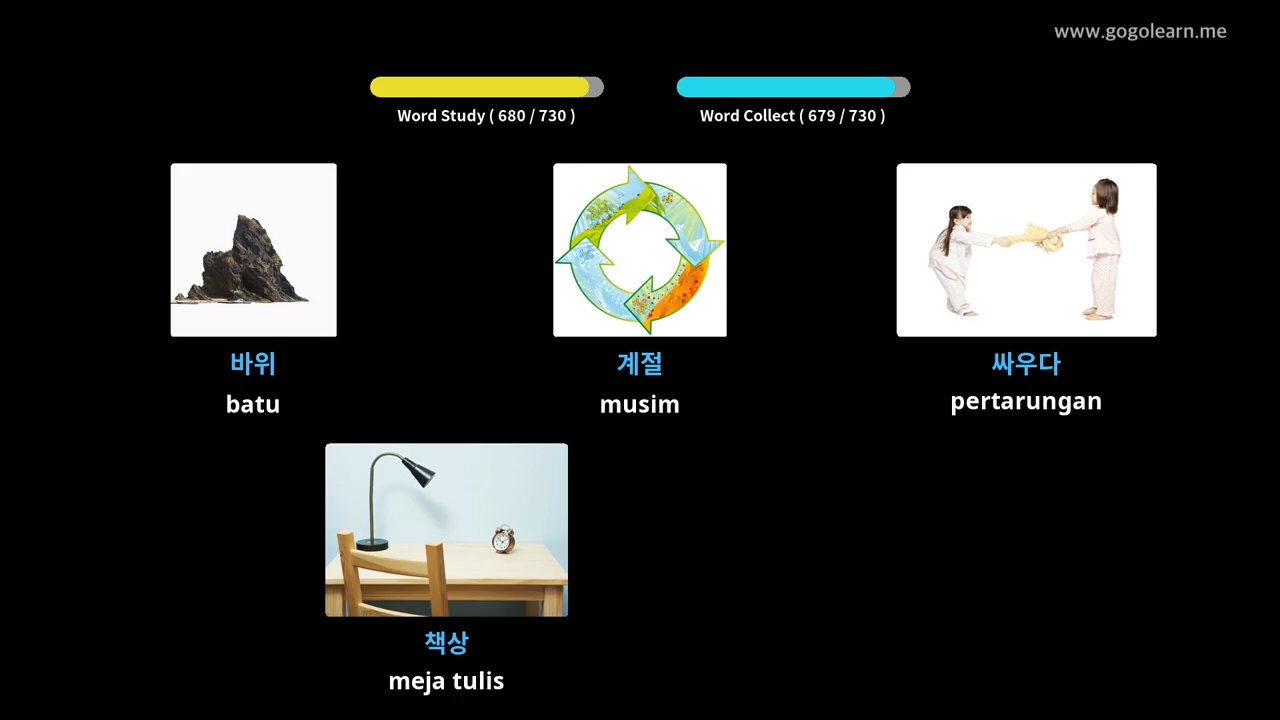 www.gogolearn.me
Word Study ( 680 / 730 )
Word Collect ( 679 / 730 )
바위
batu
계절
musim
싸우다
pertarungan
책상
meja tulis